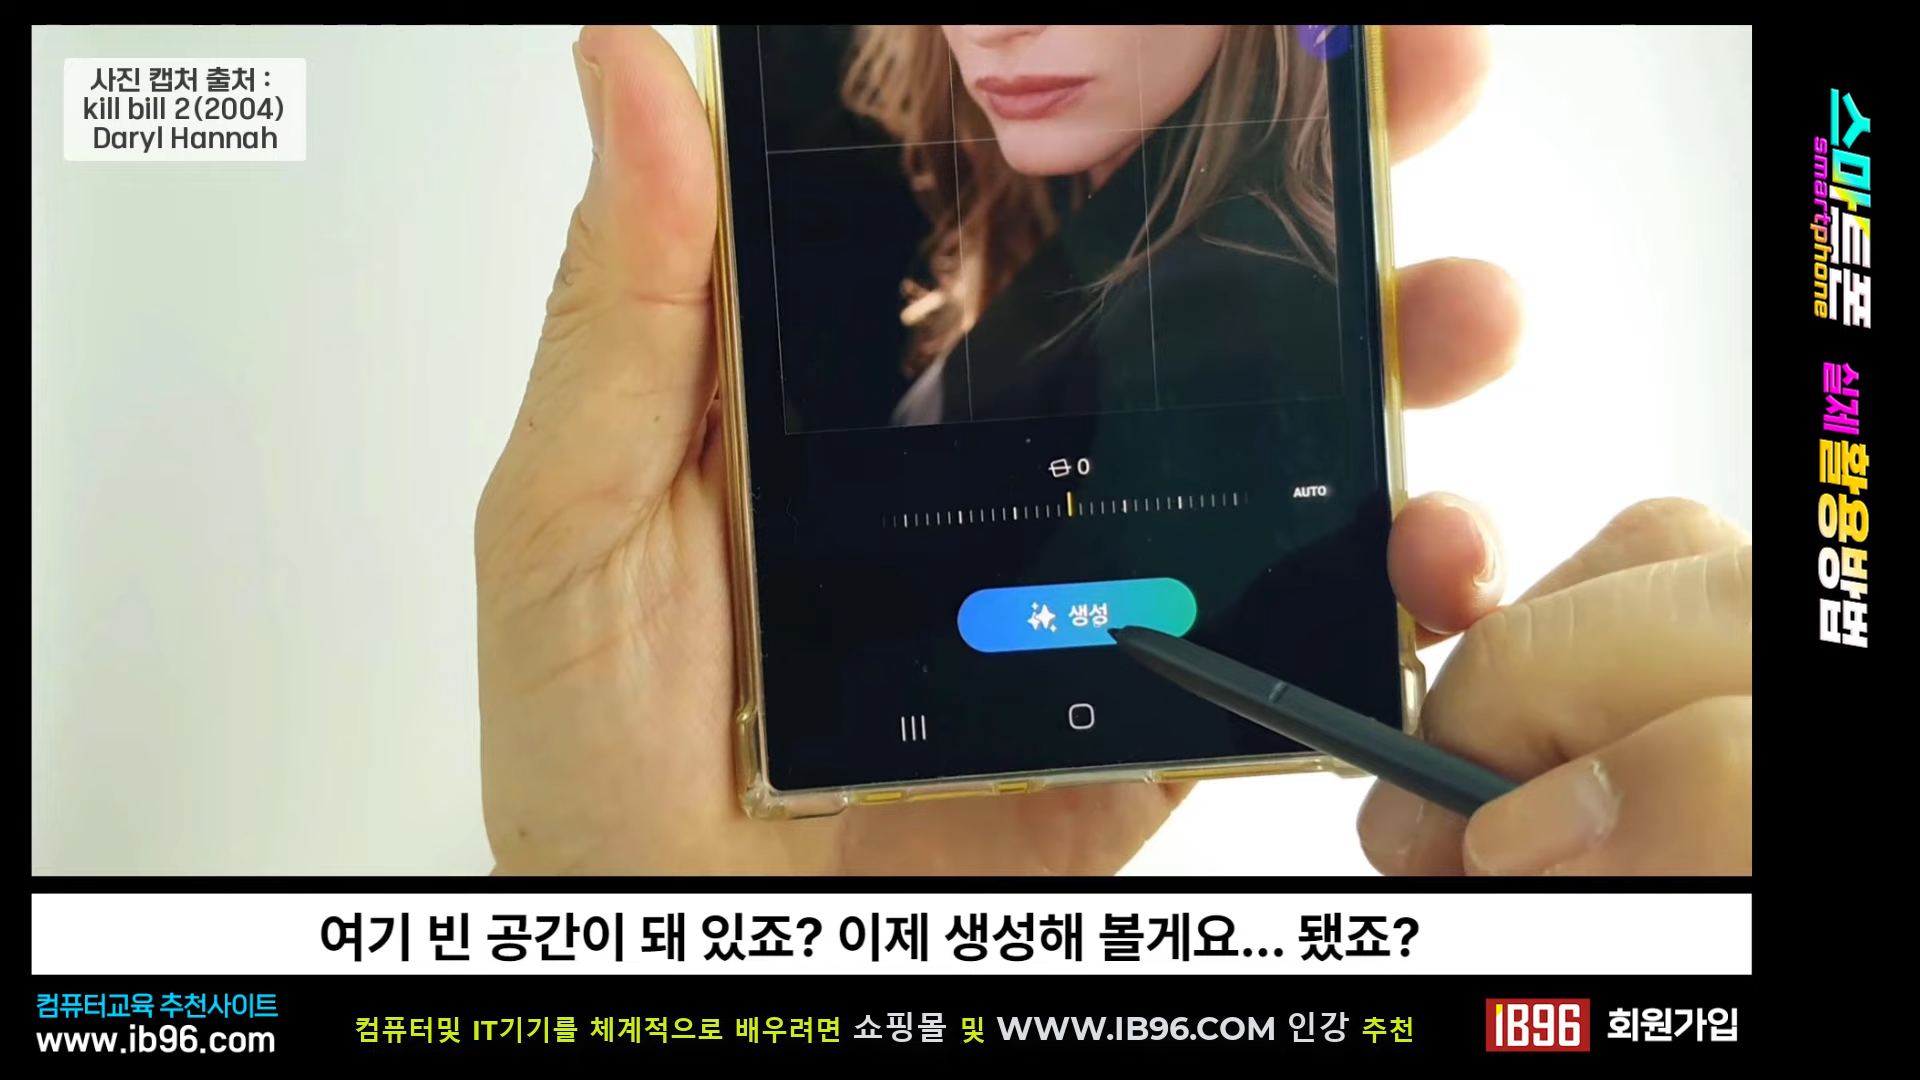 사진 캡처 출처 :
kill bill 2(2004)
Daryl Hannah
0
AUTO
생성
스마트폰
smartphone
실제활용방법
여기 빈 공간이 돼 있죠? 이제 생성해 볼게요... 됐죠?
컴퓨터교육 추천사이트
www.ib96.com
컴퓨터및 IT기기를 체계적으로 배우려면 쇼핑몰 및 WWW.IB96.COM 인강 추천
IB96 회원가입